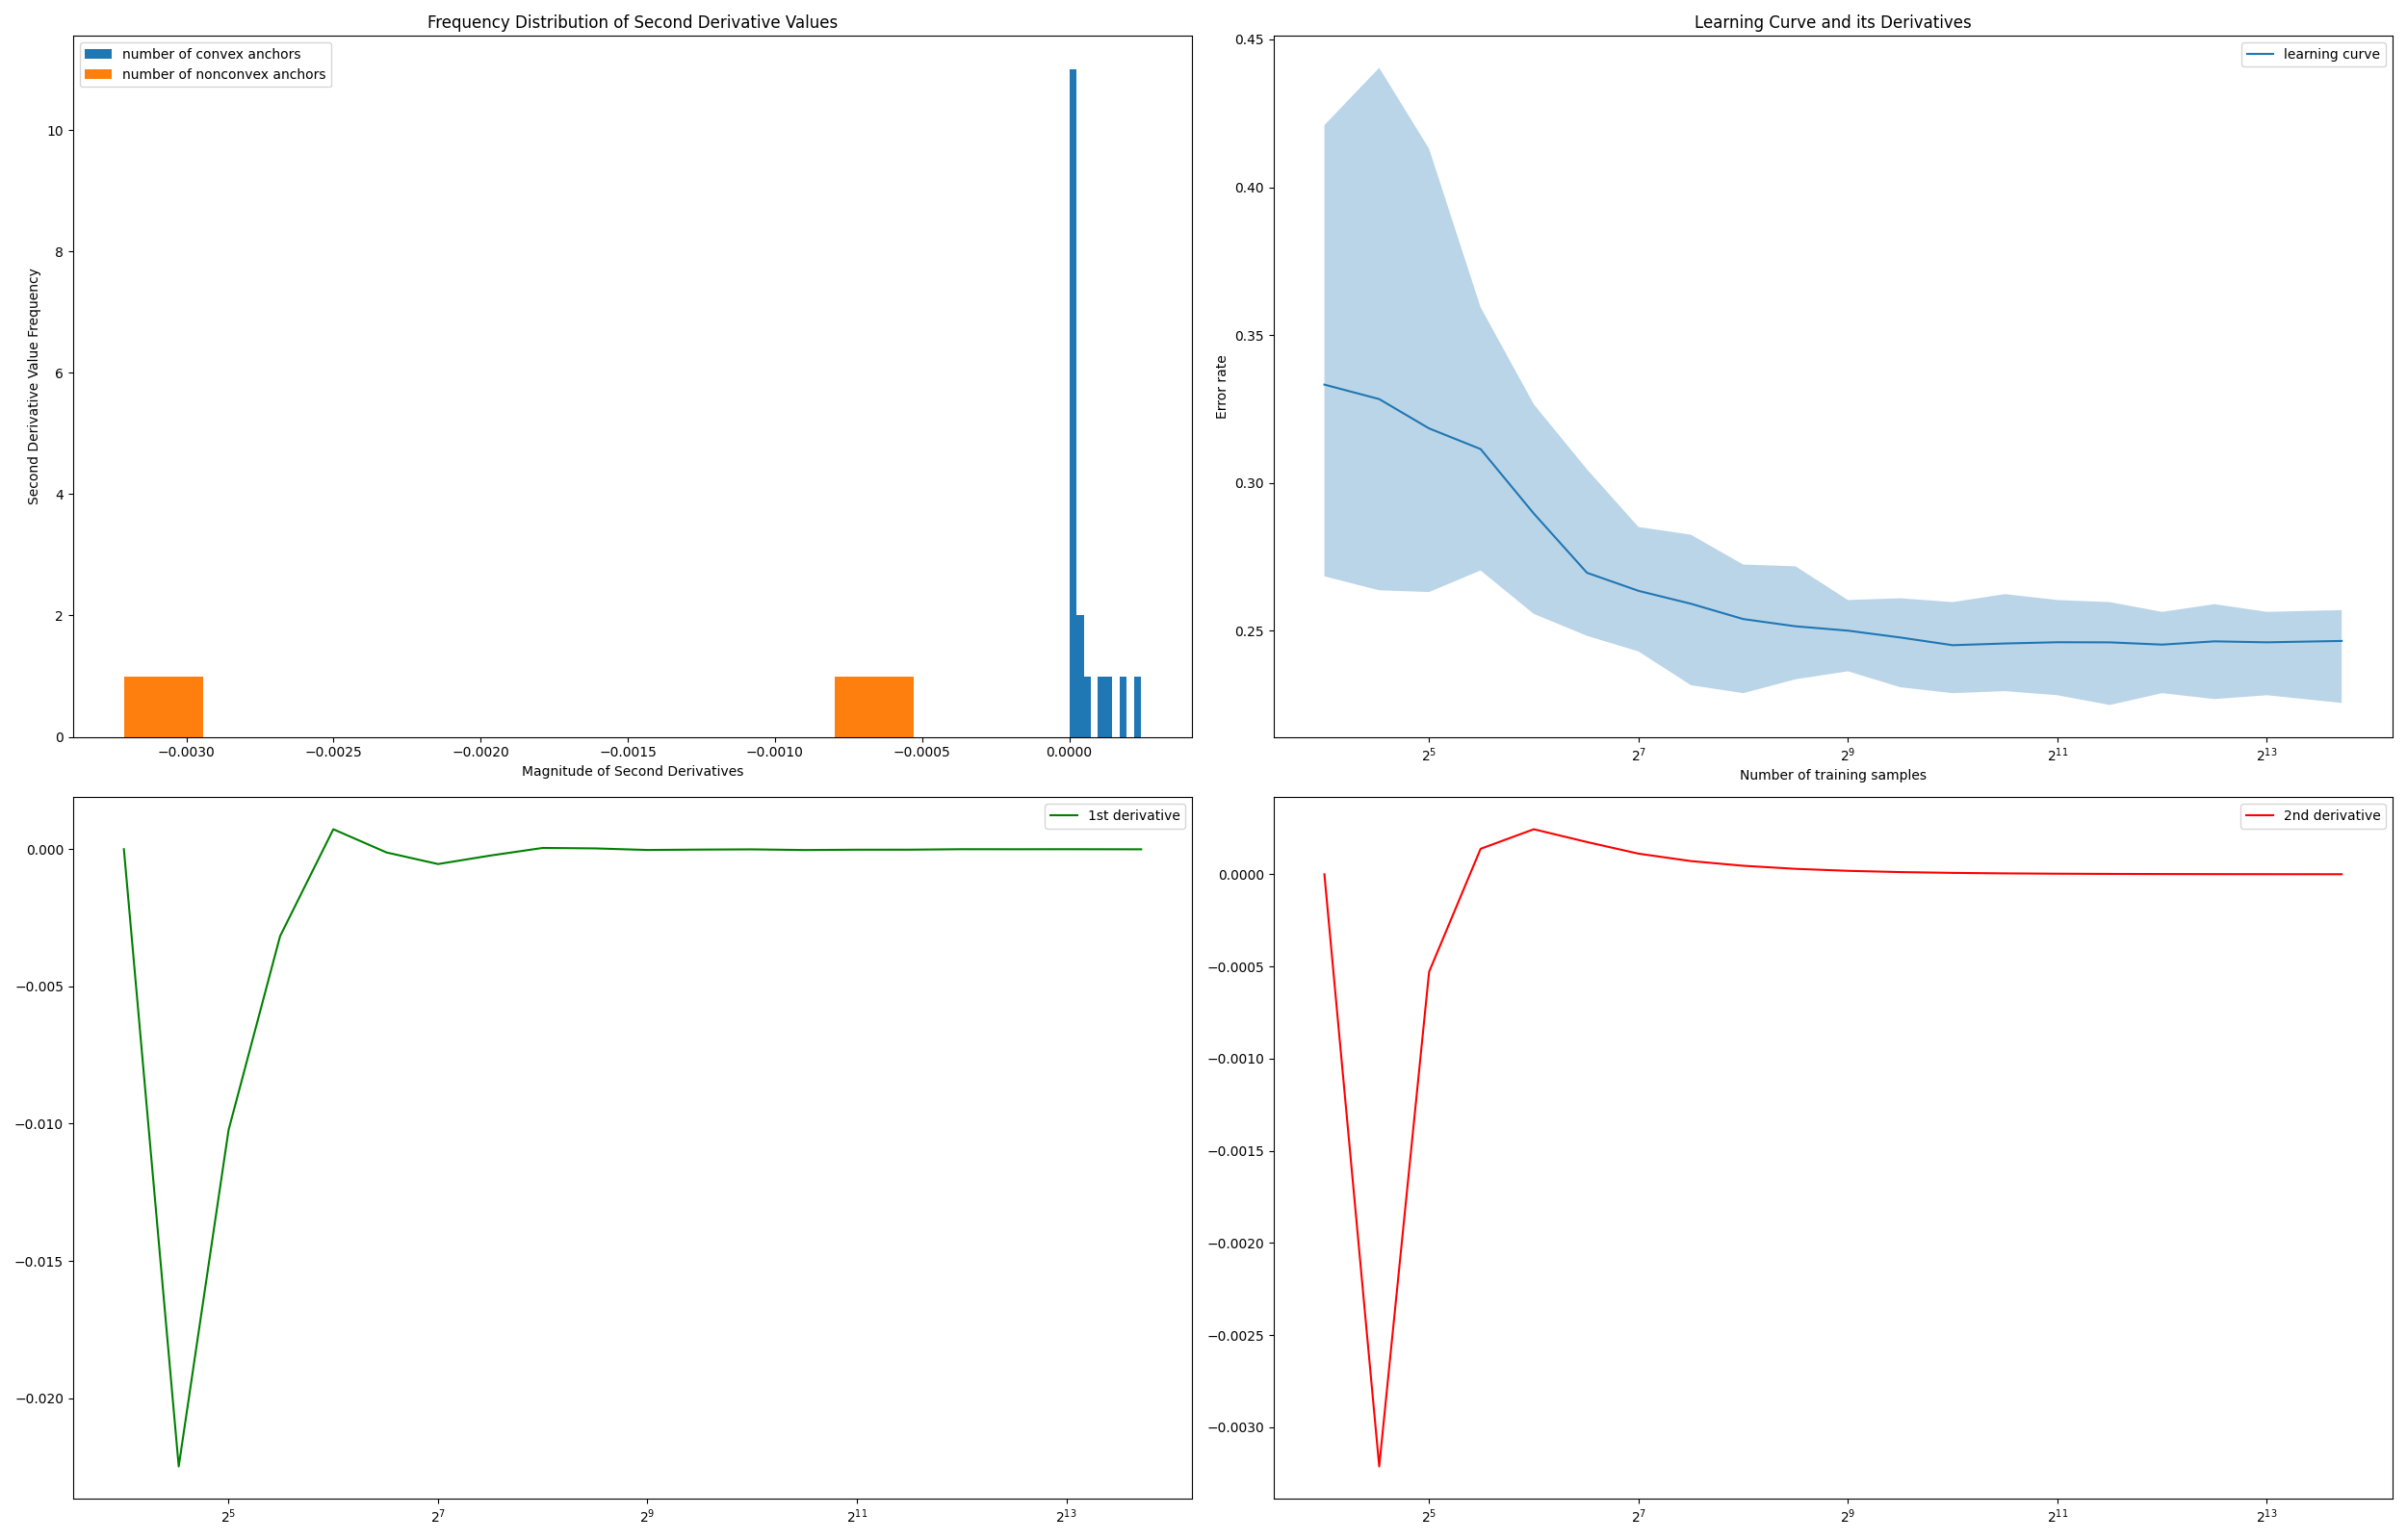 Frequency Distribution of Second Derivative Values
number of convex anchors
number of nonconvex anchors
10
8
6
4
2
0
Second Derivative Value Frequency
−0.0030 −0.0025 −0.0020 −0.0015 −0.0010 −0.0005 0.0000
Magnitude of Second Derivatives
Learning Curve and its Derivatives
learning curve
0.45
0.40
0.35
0.30
0.25
Error rate
2^5 2^7 2^9 2^11 2^13
Number of training samples
1st derivative
0.000
−0.005
−0.010
−0.015
−0.020
2^5 2^7 2^9 2^11 2^13
2nd derivative
0.0000
−0.0005
−0.0010
−0.0015
−0.0020
−0.0025
−0.0030
2^5 2^7 2^9 2^11 2^13